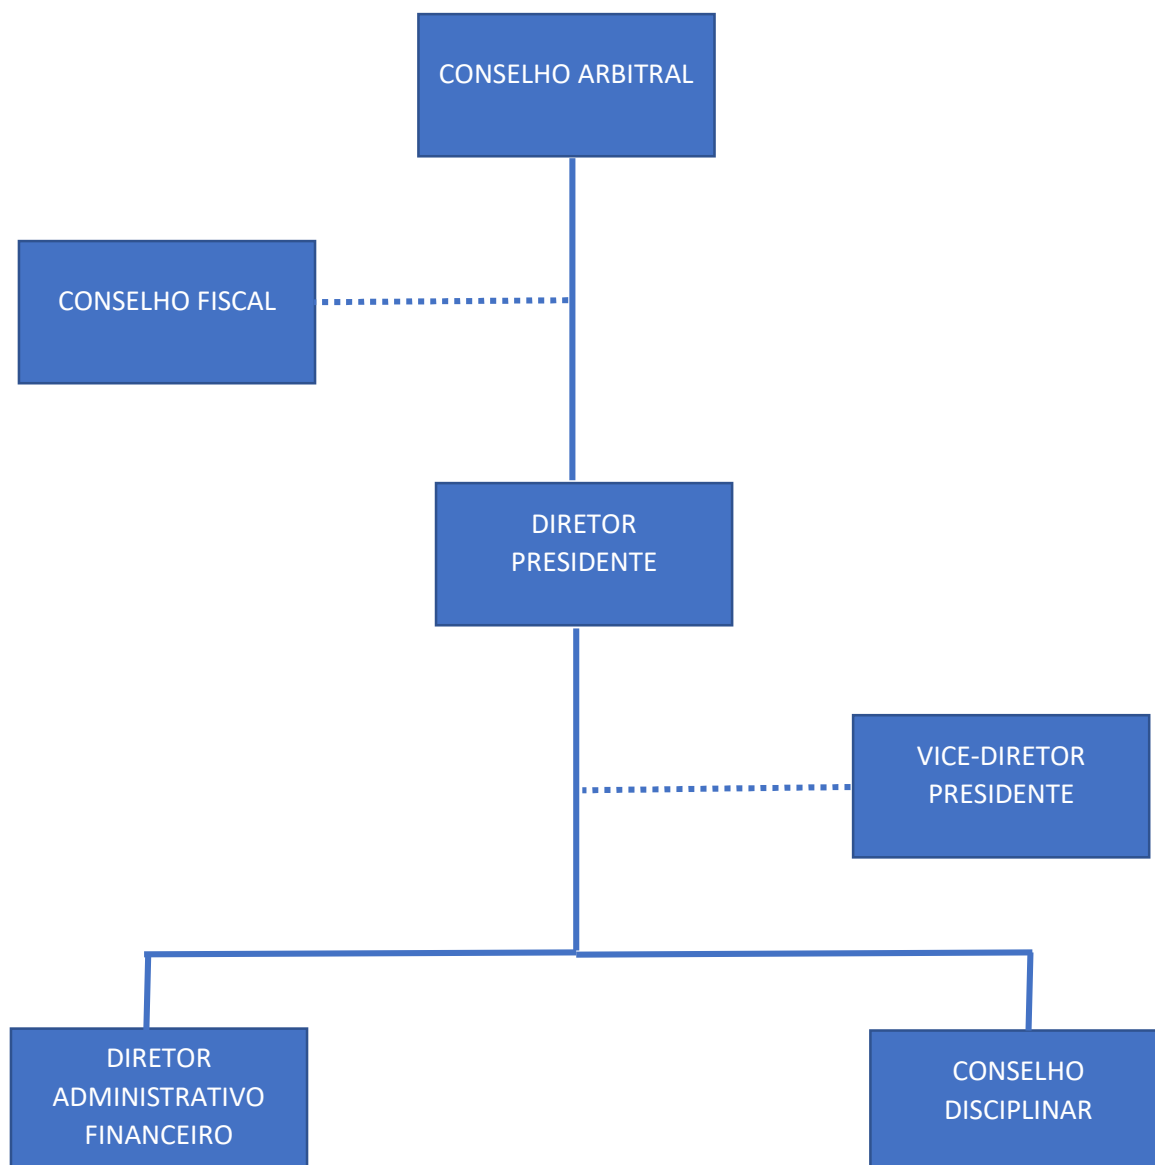 CONSELHO ARBITRAL
CONSELHO FISCAL
DIRETOR
PRESIDENTE
VICE-DIRETOR
PRESIDENTE
DIRETOR
ADMINISTRATIVO
FINANCEIRO
CONSELHO
DISCIPLINAR